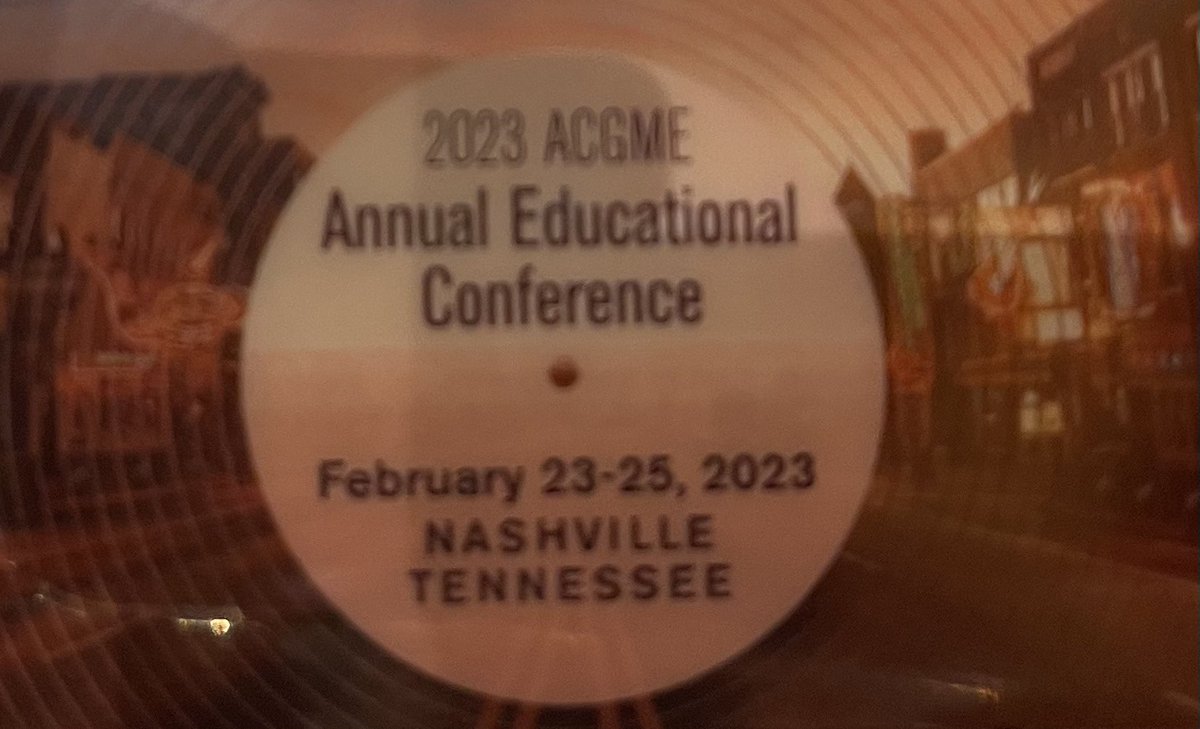 2023 ACGME
Annual Educational
Conference
February 23-25, 2023
NASHVILLE
TENNESSEE